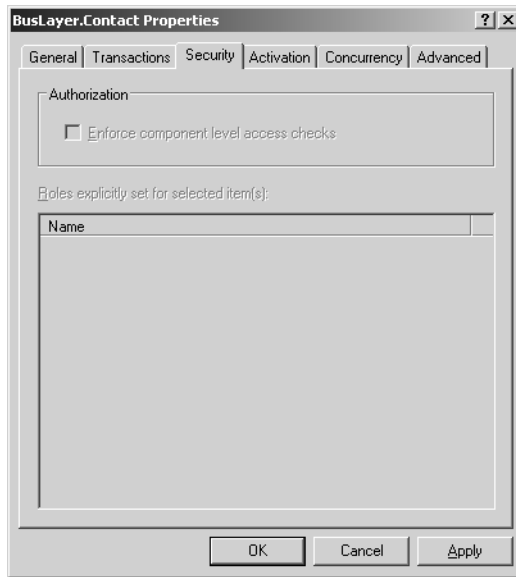 BusLayer.Contact Properties
General Transactions Security Activation Concurrency Advanced
Authorization
Enforce component level access checks
Roles explicitly set for selected item(s):
Name
OK Cancel Apply